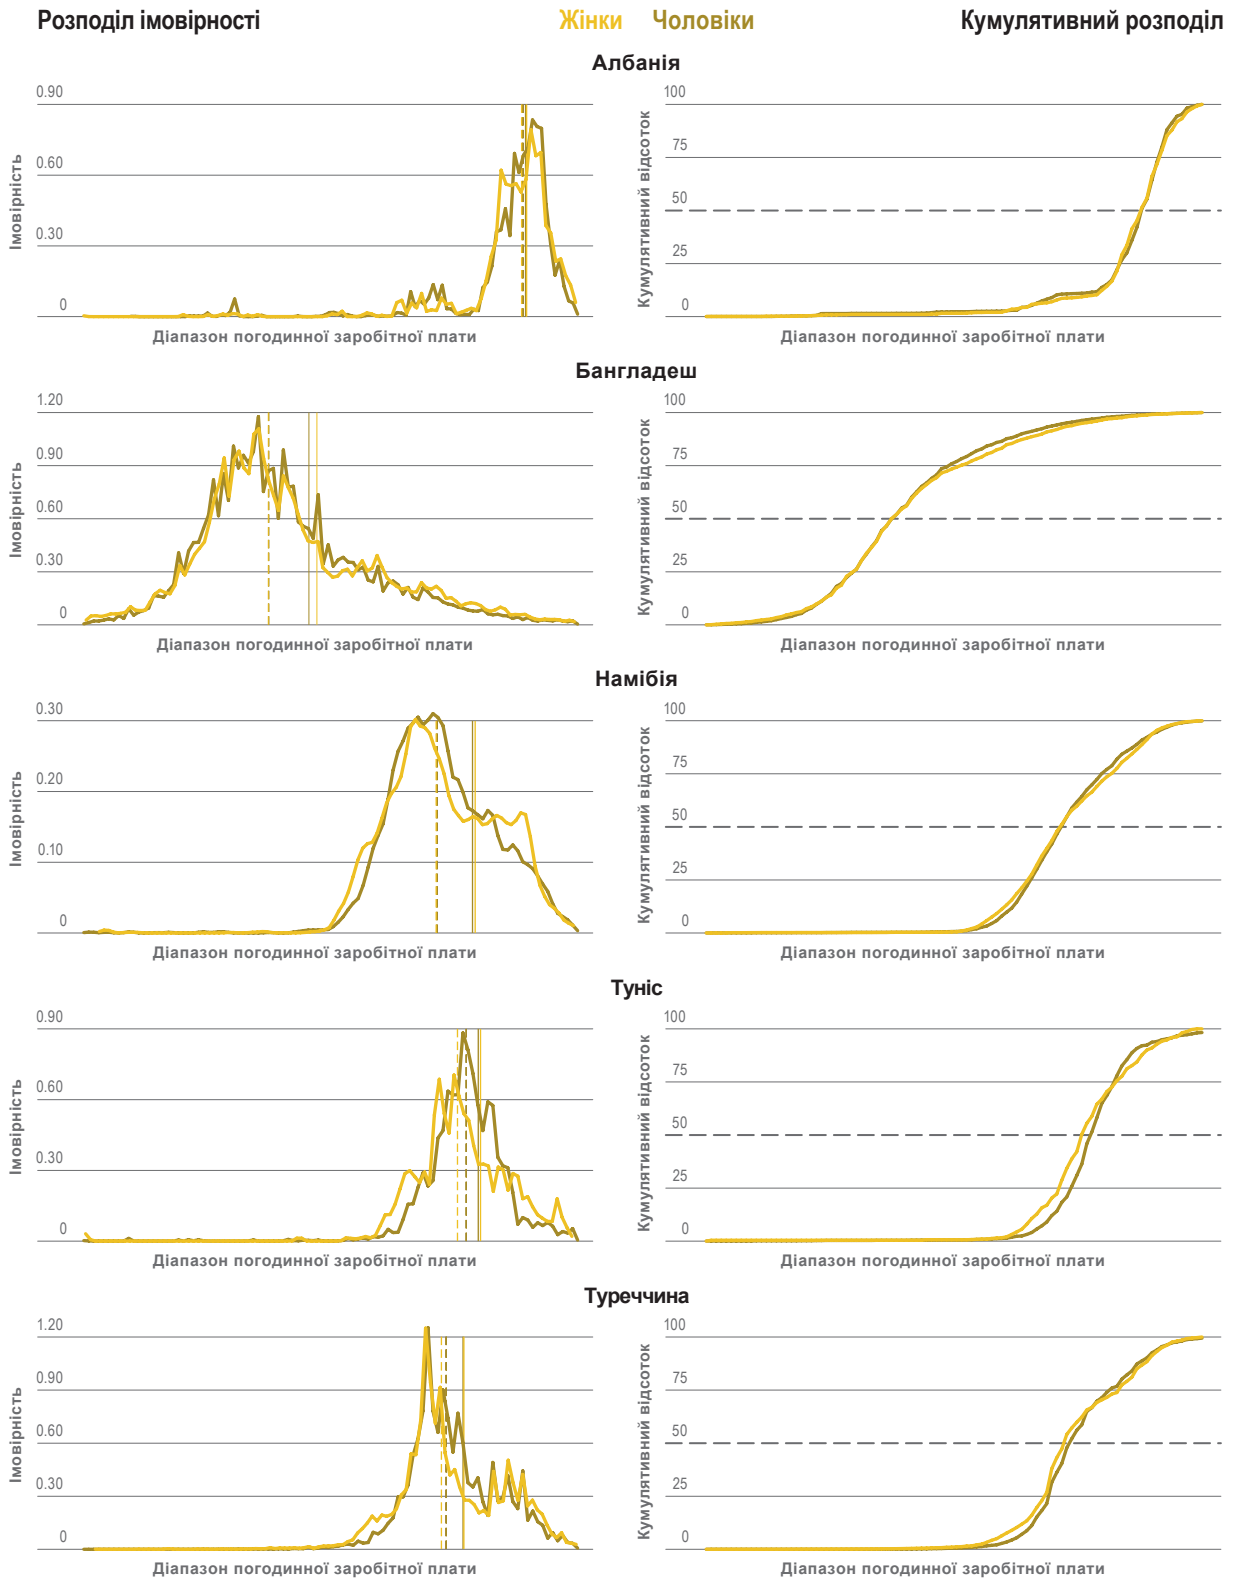 Розподіл імовірності
Жінки Чоловіки
Кумулятивний розподіл
Албанія
Імовірність
0.90
0.60
0.30
0
Діапазон погодинної заробітної плати
Кумулятивний відсоток
100
75
50
25
0
Діапазон погодинної заробітної плати
Бангладеш
Імовірність
1.20
0.90
0.60
0.30
0
Діапазон погодинної заробітної плати
Кумулятивний відсоток
100
75
50
25
0
Діапазон погодинної заробітної плати
Намібія
Імовірність
0.30
0.20
0.10
0
Діапазон погодинної заробітної плати
Кумулятивний відсоток
100
75
50
25
0
Діапазон погодинної заробітної плати
Туніс
Імовірність
0.90
0.60
0.30
0
Діапазон погодинної заробітної плати
Кумулятивний відсоток
100
75
50
25
0
Діапазон погодинної заробітної плати
Туреччина
Імовірність
1.20
0.90
0.60
0.30
0
Діапазон погодинної заробітної плати
Кумулятивний відсоток
100
75
50
25
0
Діапазон погодинної заробітної плати